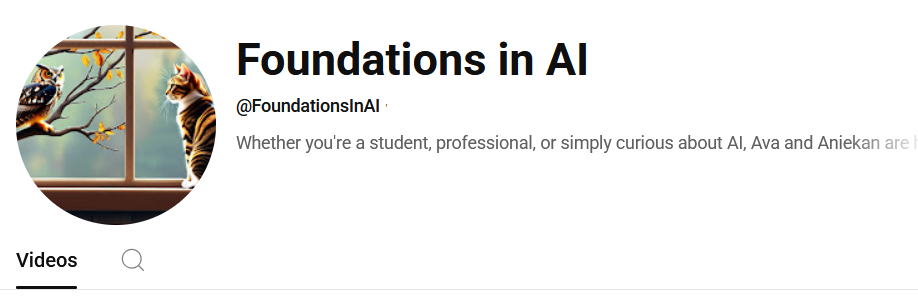 Foundations in AI
@FoundationsInAI ·
Whether you're a student, professional, or simply curious about AI, Ava and Aniekan are
Videos